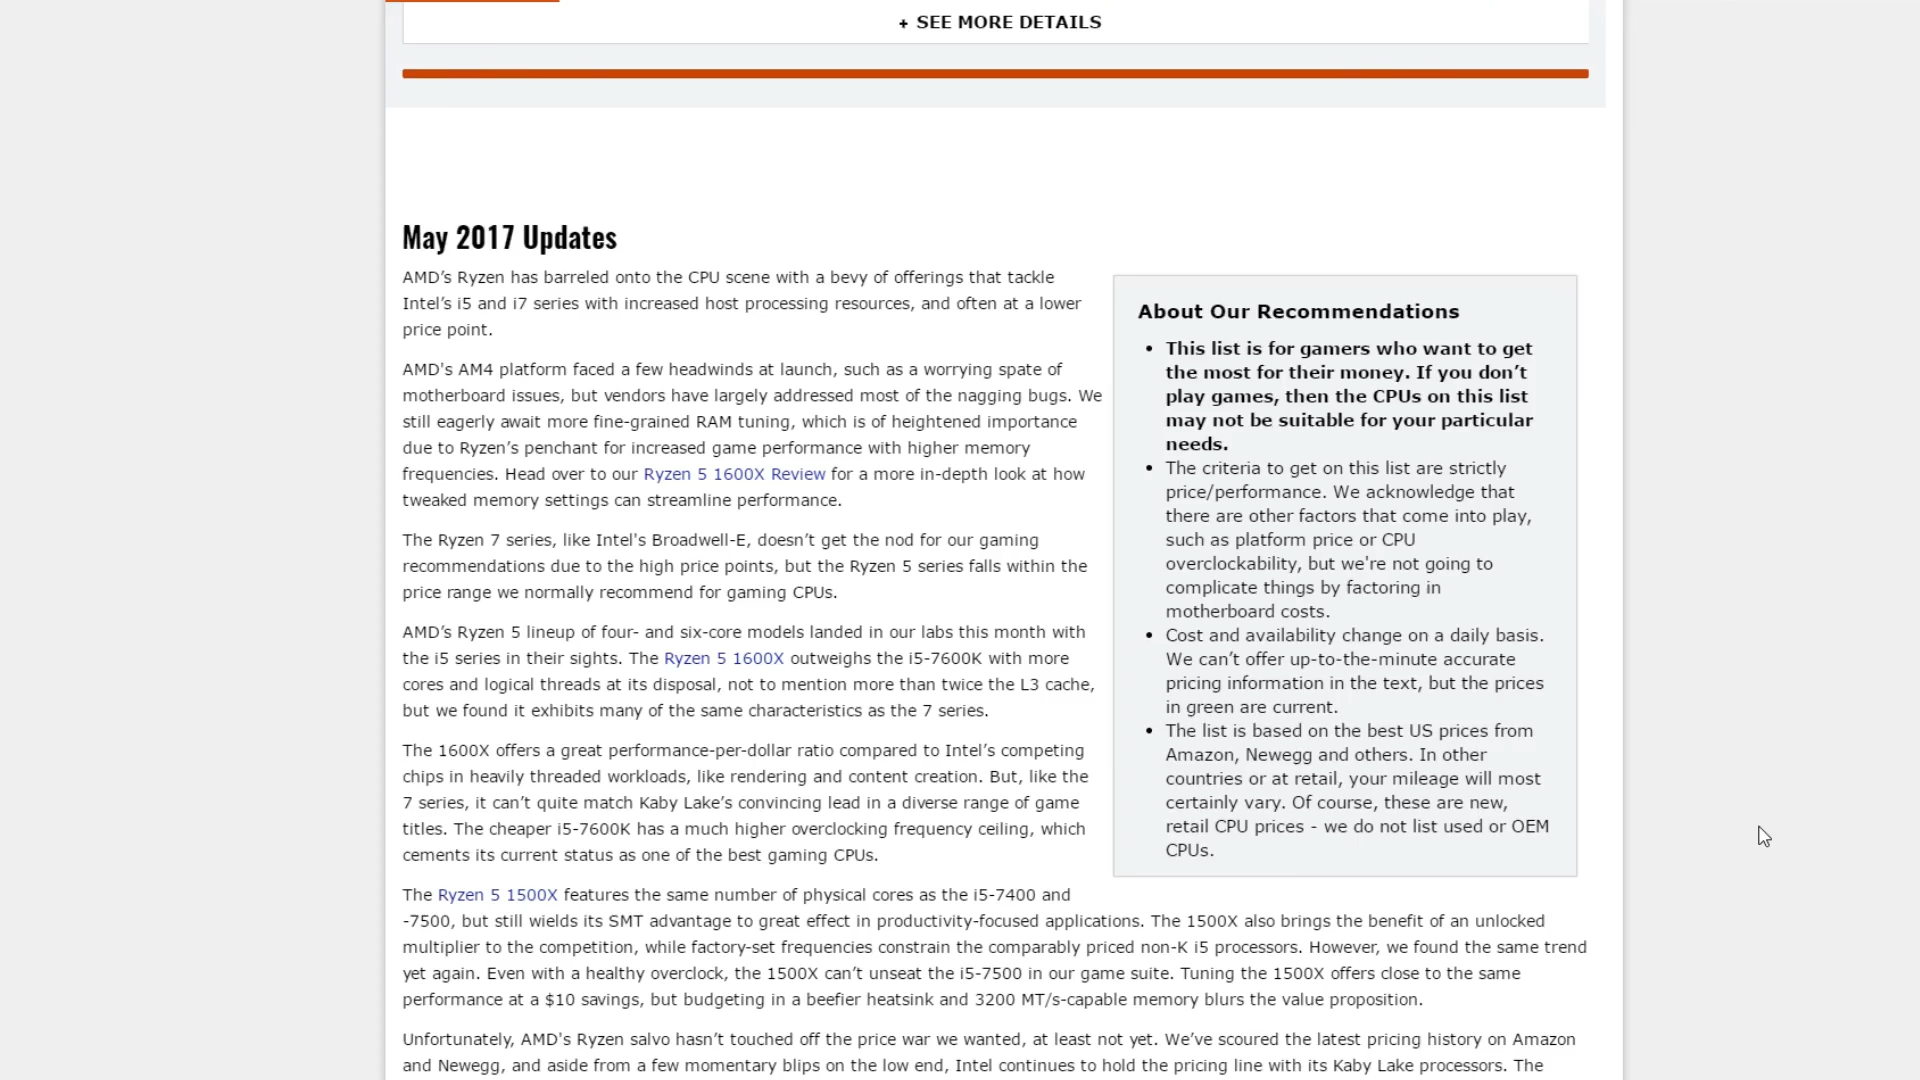 + SEE MORE DETAILS
May 2017 Updates
AMD’s Ryzen has barreled onto the CPU scene with a bevy of offerings that tackle
Intel’s i5 and i7 series with increased host processing resources, and often at a lower
price point.
AMD's AM4 platform faced a few headwinds at launch, such as a worrying spate of
motherboard issues, but vendors have largely addressed most of the nagging bugs. We
still eagerly await more fine-grained RAM tuning, which is of heightened importance
due to Ryzen’s penchant for increased game performance with higher memory
frequencies. Head over to our Ryzen 5 1600X Review for a more in-depth look at how
tweaked memory settings can streamline performance.
The Ryzen 7 series, like Intel's Broadwell-E, doesn’t get the nod for our gaming
recommendations due to the high price points, but the Ryzen 5 series falls within the
price range we normally recommend for gaming CPUs.
AMD’s Ryzen 5 lineup of four- and six-core models landed in our labs this month with
the i5 series in their sights. The Ryzen 5 1600X outweighs the i5-7600K with more
cores and logical threads at its disposal, not to mention more than twice the L3 cache,
but we found it exhibits many of the same characteristics as the 7 series.
The 1600X offers a great performance-per-dollar ratio compared to Intel’s competing
chips in heavily threaded workloads, like rendering and content creation. But, like the
7 series, it can’t quite match Kaby Lake’s convincing lead in a diverse range of game
titles. The cheaper i5-7600K has a much higher overclocking frequency ceiling, which
cements its current status as one of the best gaming CPUs.
About Our Recommendations
• This list is for gamers who want to get
the most for their money. If you don’t
play games, then the CPUs on this list
may not be suitable for your particular
needs.
• The criteria to get on this list are strictly
price/performance. We acknowledge that
there are other factors that come into play,
such as platform price or CPU
overclockability, but we're not going to
complicate things by factoring in
motherboard costs.
• Cost and availability change on a daily basis.
We can’t offer up-to-the-minute accurate
pricing information in the text, but the prices
in green are current.
• The list is based on the best US prices from
Amazon, Newegg and others. In other
countries or at retail, your mileage will most
certainly vary. Of course, these are new,
retail CPU prices - we do not list used or OEM
CPUs.
The Ryzen 5 1500X features the same number of physical cores as the i5-7400 and
-7500, but still wields its SMT advantage to great effect in productivity-focused applications. The 1500X also brings the benefit of an unlocked
multiplier to the competition, while factory-set frequencies constrain the comparably priced non-K i5 processors. However, we found the same trend
yet again. Even with a healthy overclock, the 1500X can’t unseat the i5-7500 in our game suite. Tuning the 1500X offers close to the same
performance at a $10 savings, but budgeting in a beefier heatsink and 3200 MT/s-capable memory blurs the value proposition.
Unfortunately, AMD's Ryzen salvo hasn’t touched off the price war we wanted, at least not yet. We’ve scoured the latest pricing history on Amazon
and Newegg, and aside from a few momentary blips on the low end, Intel continues to hold the pricing line with its Kaby Lake processors. The